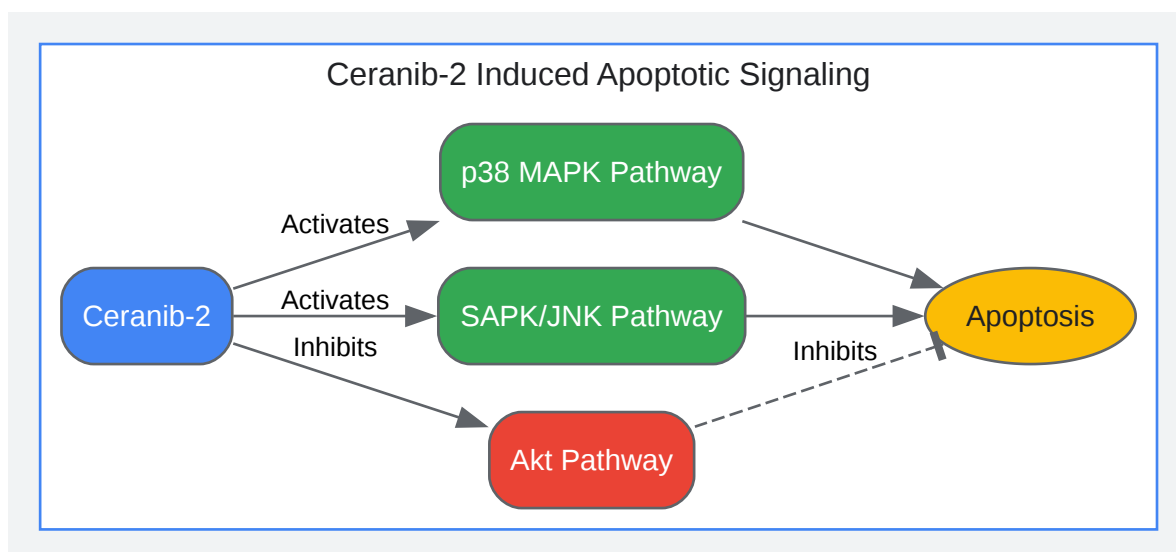 Ceranib-2 Induced Apoptotic Signaling
p38 MAPK Pathway
Activates
Ceranib-2
Activates
SAPK/JNK Pathway
Apoptosis
Inhibits
Inhibits
Akt Pathway